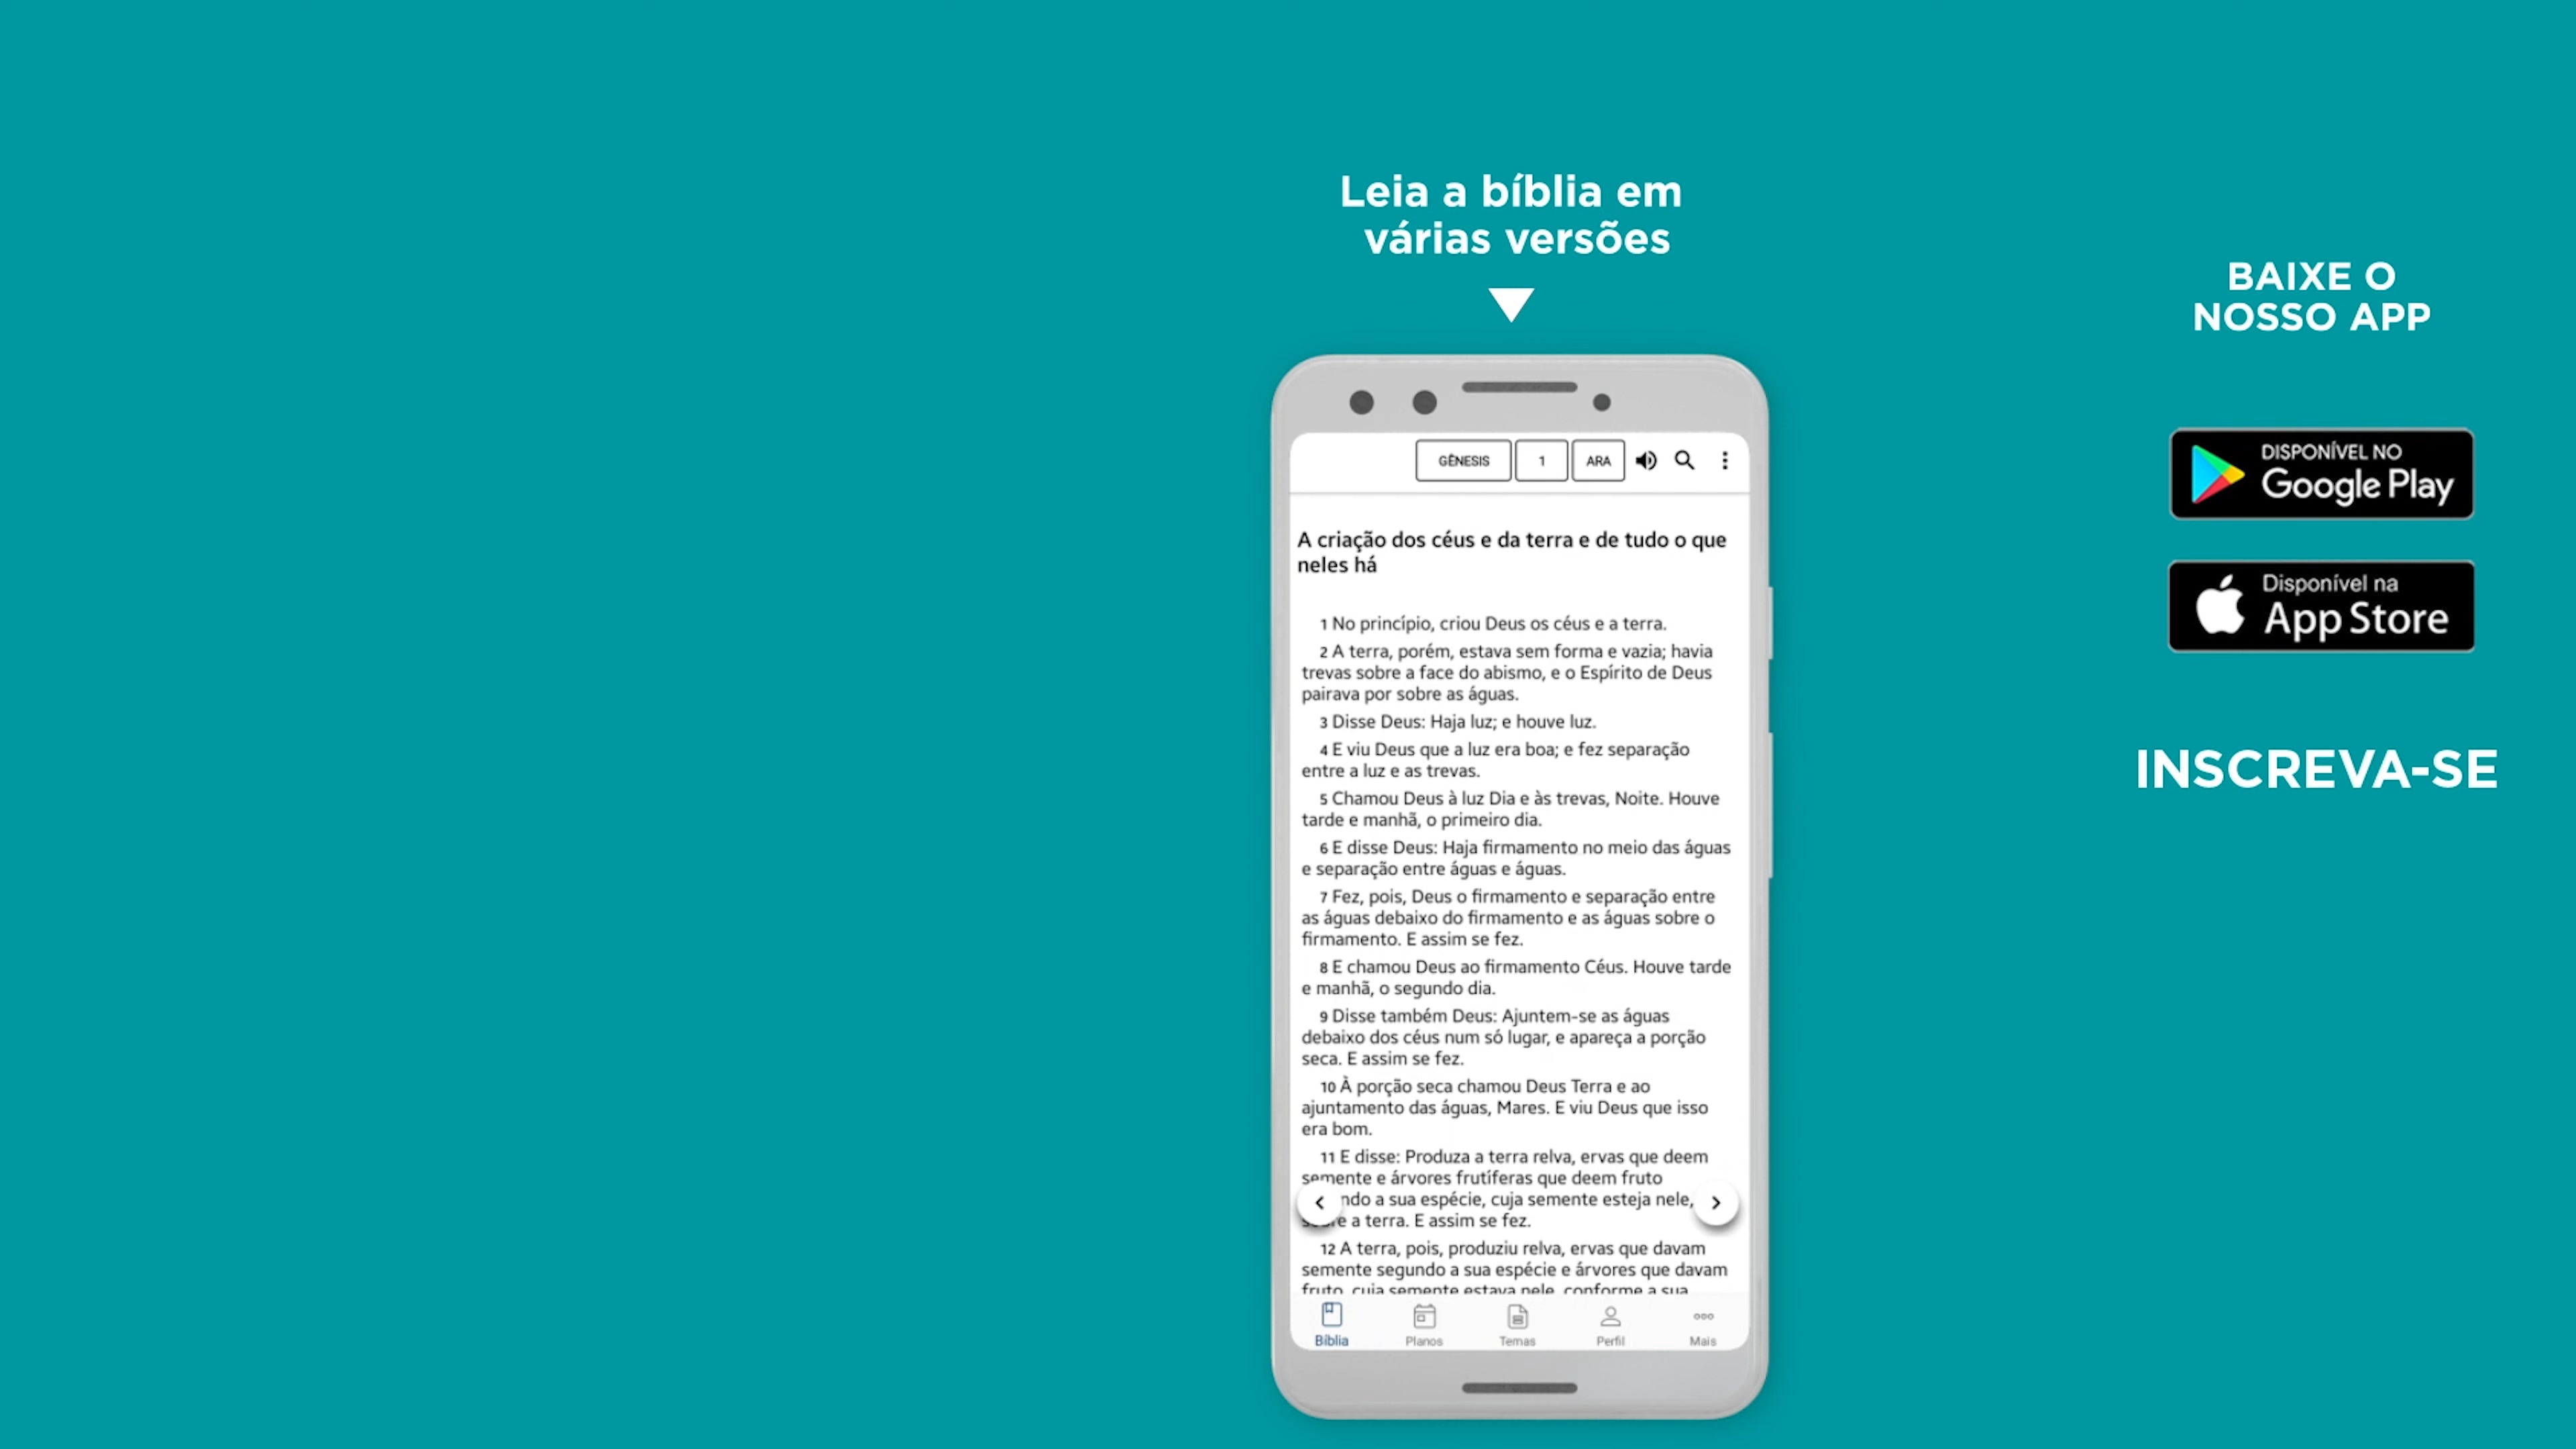 Leia a bíblia em
várias versões
GÊNESIS 1 ARA
A criação dos céus e da terra e de tudo o que
neles há
1 No princípio, criou Deus os céus e a terra.
2 A terra, porém, estava sem forma e vazia; havia
trevas sobre a face do abismo, e o Espírito de Deus
pairava por sobre as águas.
3 Disse Deus: Haja luz; e houve luz.
4 E viu Deus que a luz era boa; e fez separação
entre a luz e as trevas.
5 Chamou Deus à luz Dia e às trevas, Noite. Houve
tarde e manhã, o primeiro dia.
6 E disse Deus: Haja firmamento no meio das águas
e separação entre águas e águas.
7 Fez, pois, Deus o firmamento e separação entre
as águas debaixo do firmamento e as águas sobre o
firmamento. E assim se fez.
8 E chamou Deus ao firmamento Céus. Houve tarde
e manhã, o segundo dia.
9 Disse também Deus: Ajuntem-se as águas
debaixo dos céus num só lugar, e apareça a porção
seca. E assim se fez.
10 À porção seca chamou Deus Terra e ao
ajuntamento das águas, Mares. E viu Deus que isso
era bom.
11 E disse: Produza a terra relva, ervas que deem
semente e árvores frutíferas que deem fruto
a sua espécie, cuja semente esteja nele,
a terra. E assim se fez.
12 A terra, pois, produziu relva, ervas que davam
semente segundo a sua espécie e árvores que davam
fruto, cuja semente estava nele, conforme a sua
Bíblia Planos Temas Perfil Mais
BAIXE O
NOSSO APP
DISPONÍVEL NO
Google Play
Disponível na
App Store
INSCREVA-SE